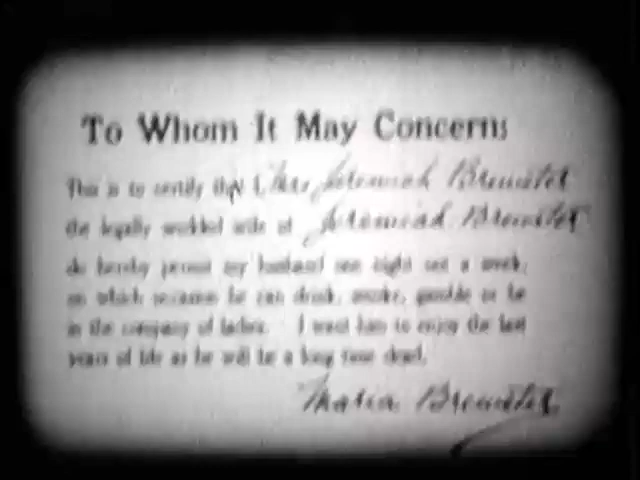 To Whom It May Concern:
This is to certify that I, Mrs. Jeremiah Brewster
the legally wedded wife of Jeremiah Brewster
do hereby permit my husband one night out a week,
on which occasion he can drink, smoke, gamble or be
in the company of ladies. I want him to enjoy the last
years of life as he will be a long time dead.
Maria Brewster